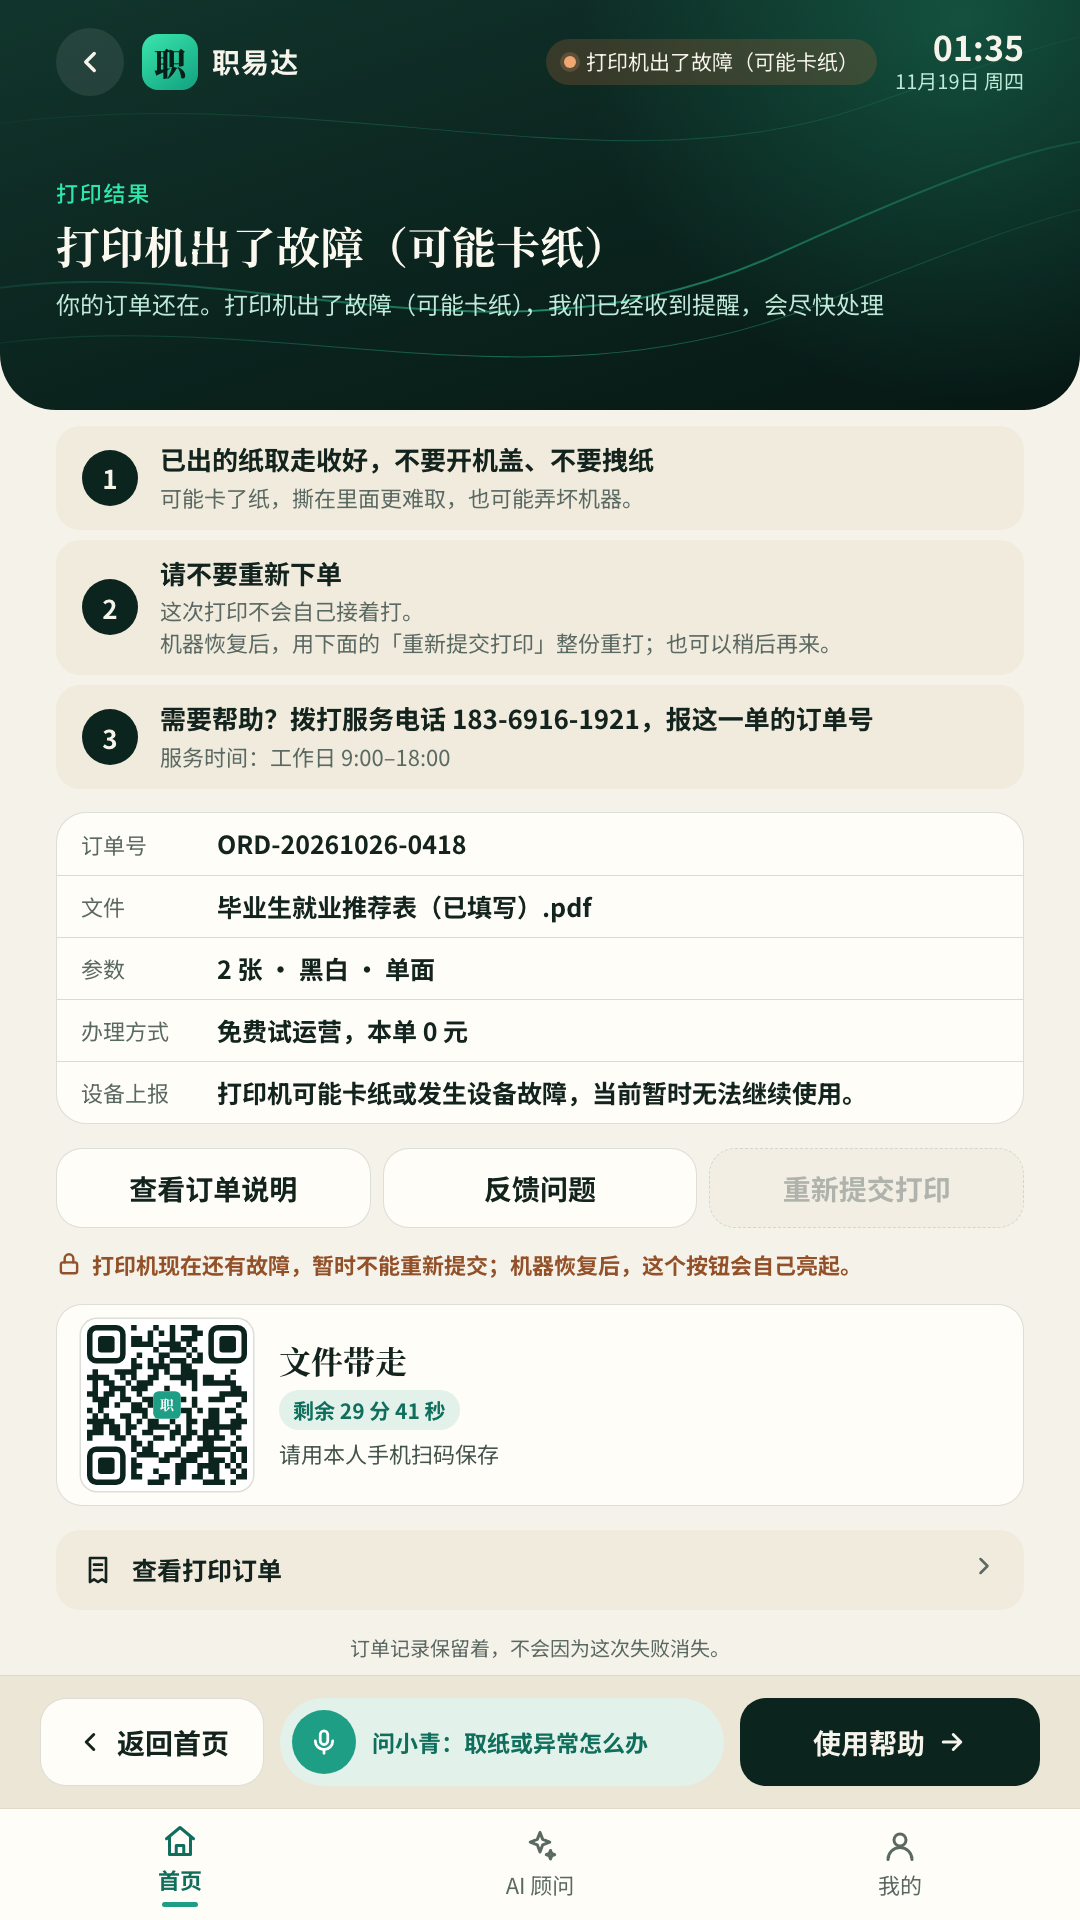 职 职易达
打印机出了故障（可能卡纸）
01:35
11月19日 周四
打印结果
打印机出了故障（可能卡纸）
你的订单还在。打印机出了故障（可能卡纸），我们已经收到提醒，会尽快处理
1
已出的纸取走收好，不要开机盖、不要拽纸
可能卡了纸，撕在里面更难取，也可能弄坏机器。
2
请不要重新下单
这次打印不会自己接着打。
机器恢复后，用下面的「重新提交打印」整份重打；也可以稍后再来。
3
需要帮助？拨打服务电话 183-6916-1921，报这一单的订单号
服务时间：工作日 9:00–18:00
订单号 ORD-20261026-0418
文件 毕业生就业推荐表（已填写）.pdf
参数 2 张 · 黑白 · 单面
办理方式 免费试运营，本单 0 元
设备上报 打印机可能卡纸或发生设备故障，当前暂时无法继续使用。
查看订单说明
反馈问题
重新提交打印
打印机现在还有故障，暂时不能重新提交；机器恢复后，这个按钮会自己亮起。
职
文件带走
剩余 29 分 41 秒
请用本人手机扫码保存
查看打印订单
订单记录保留着，不会因为这次失败消失。
返回首页
问小青：取纸或异常怎么办
使用帮助
首页
AI 顾问
我的